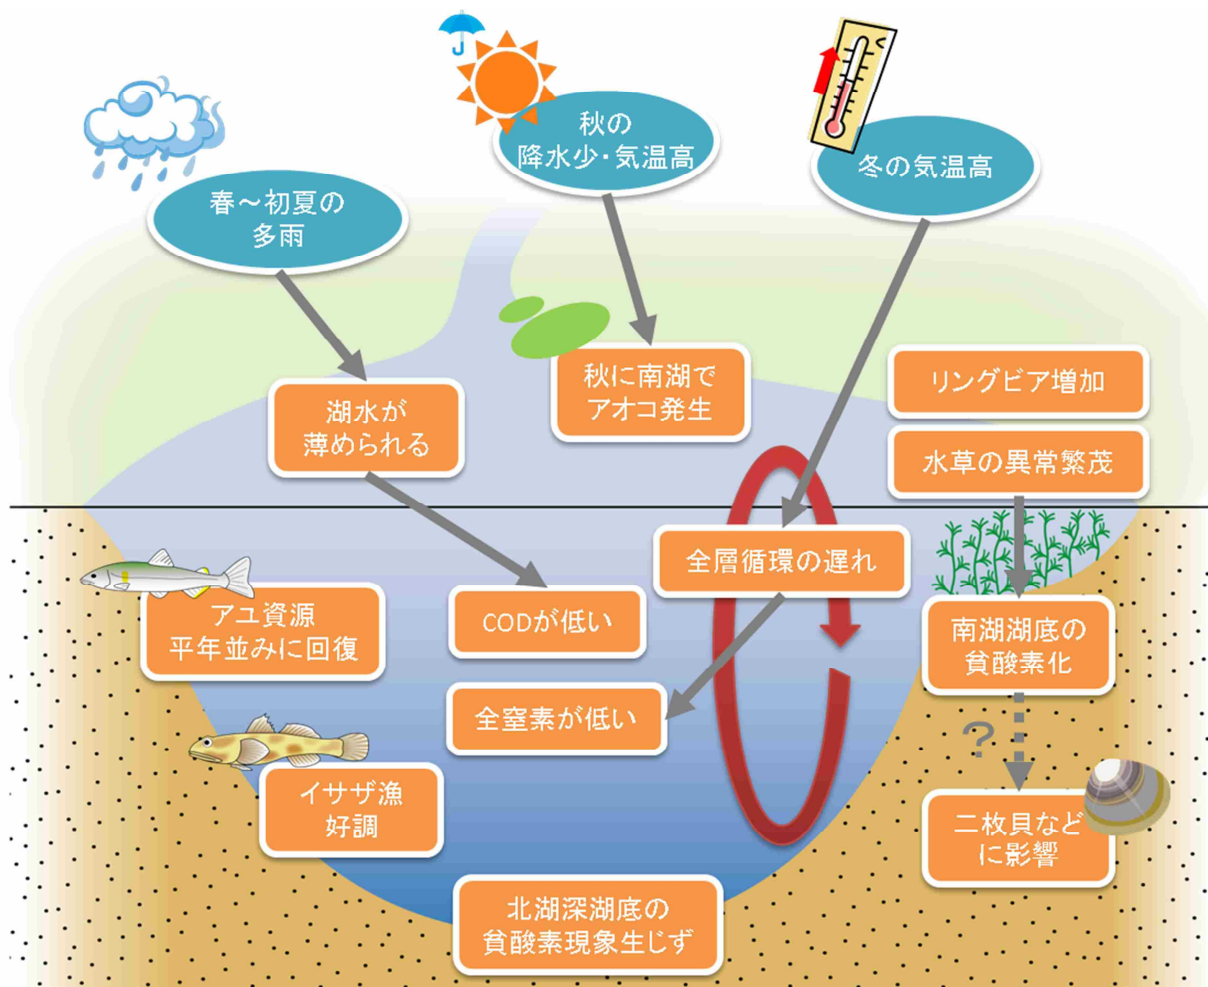 秋の
降水少・気温高
冬の気温高
春～初夏の
多雨
秋に南湖で
アオコ発生
リングビア増加
湖水が
薄められる
水草の異常繁茂
全層循環の遅れ
アユ資源
平年並みに回復
CODが低い
南湖湖底の
貧酸素化
全窒素が低い
?
イサザ漁
好調
二枚貝など
に影響
北湖深湖底の
貧酸素現象生じず